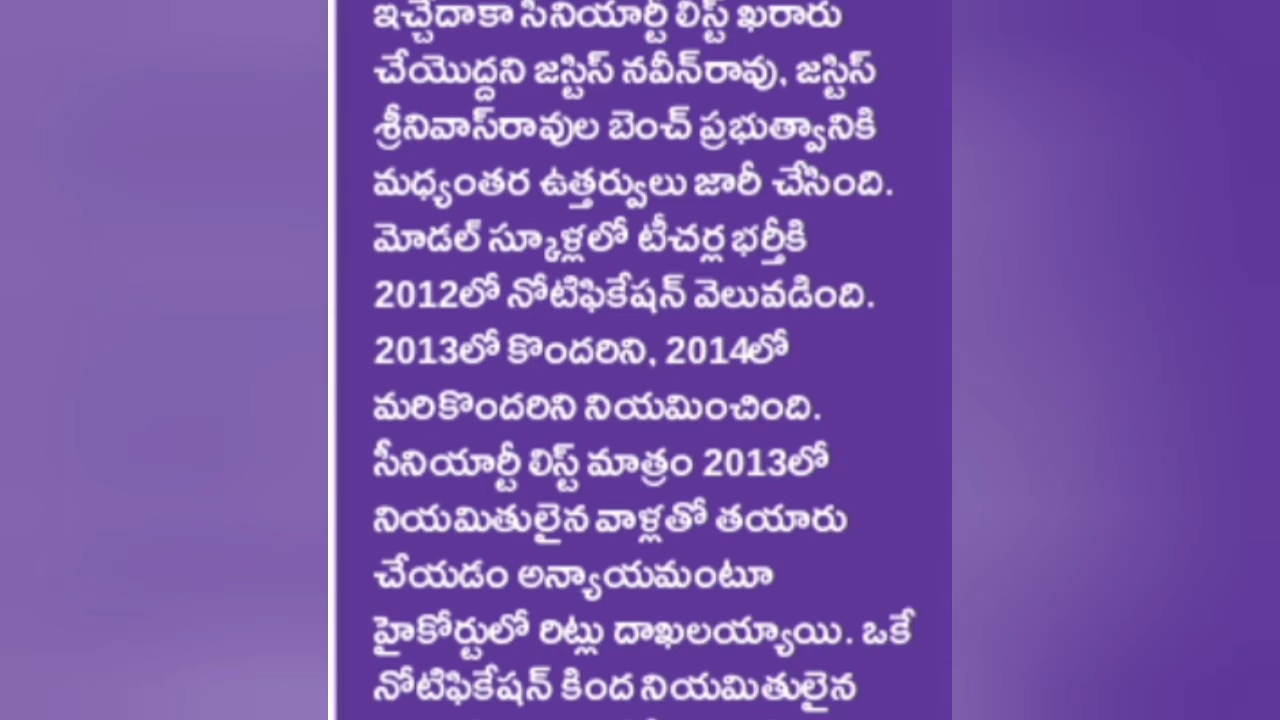 ఇచ్చేదాకా సీనియార్టీ లిస్ట్ ఖరారు
చేయొద్దని జస్టిస్ నవీన్‌రావు, జస్టిస్
శ్రీనివాస్‌రావుల బెంచ్ ప్రభుత్వానికి
మధ్యంతర ఉత్తర్వులు జారీ చేసింది.
మోడల్ స్కూళ్లలో టీచర్ల భర్తీకి
2012లో నోటిఫికేషన్ వెలువడింది.
2013లో కొందరిని, 2014లో
మరికొందరిని నియమించింది.
సీనియార్టీ లిస్ట్ మాత్రం 2013లో
నియమితులైన వాళ్లతో తయారు
చేయడం అన్యాయమంటూ
హైకోర్టులో రిట్లు దాఖలయ్యాయి. ఒకే
నోటిఫికేషన్ కింద నియమితులైన